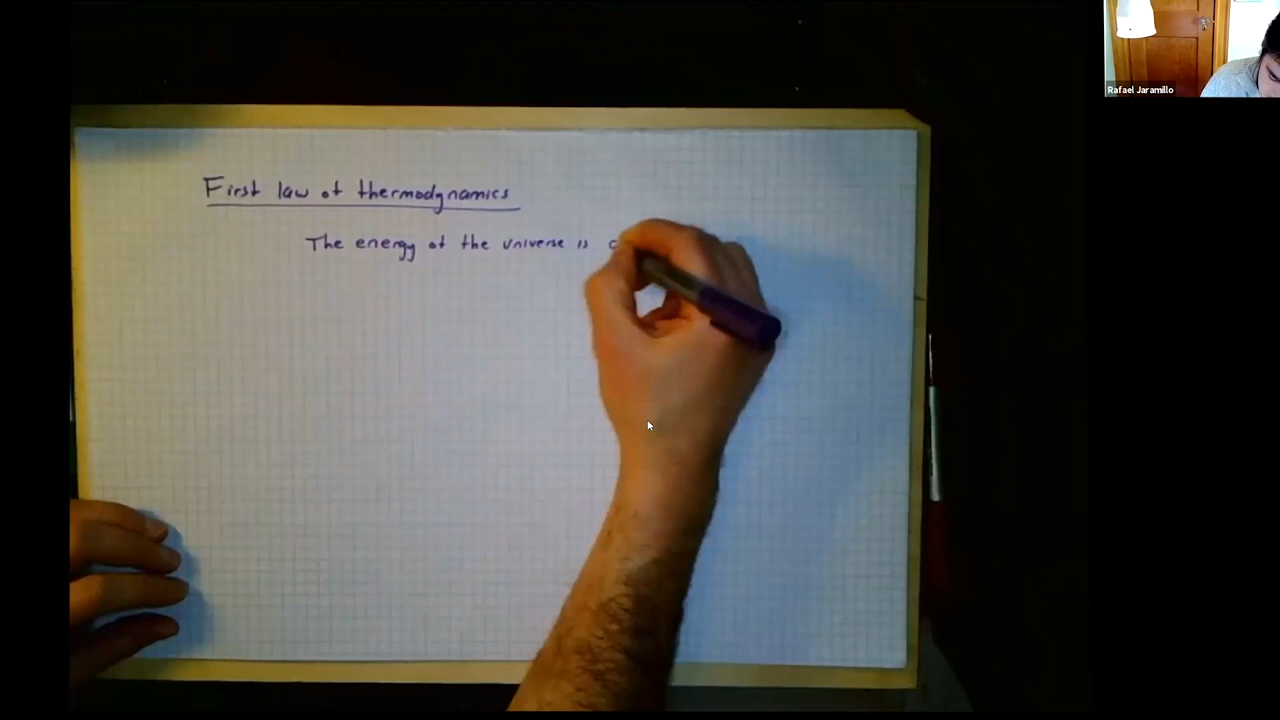 Rafael Jaramillo
First law of thermodynamics
The energy of the universe is